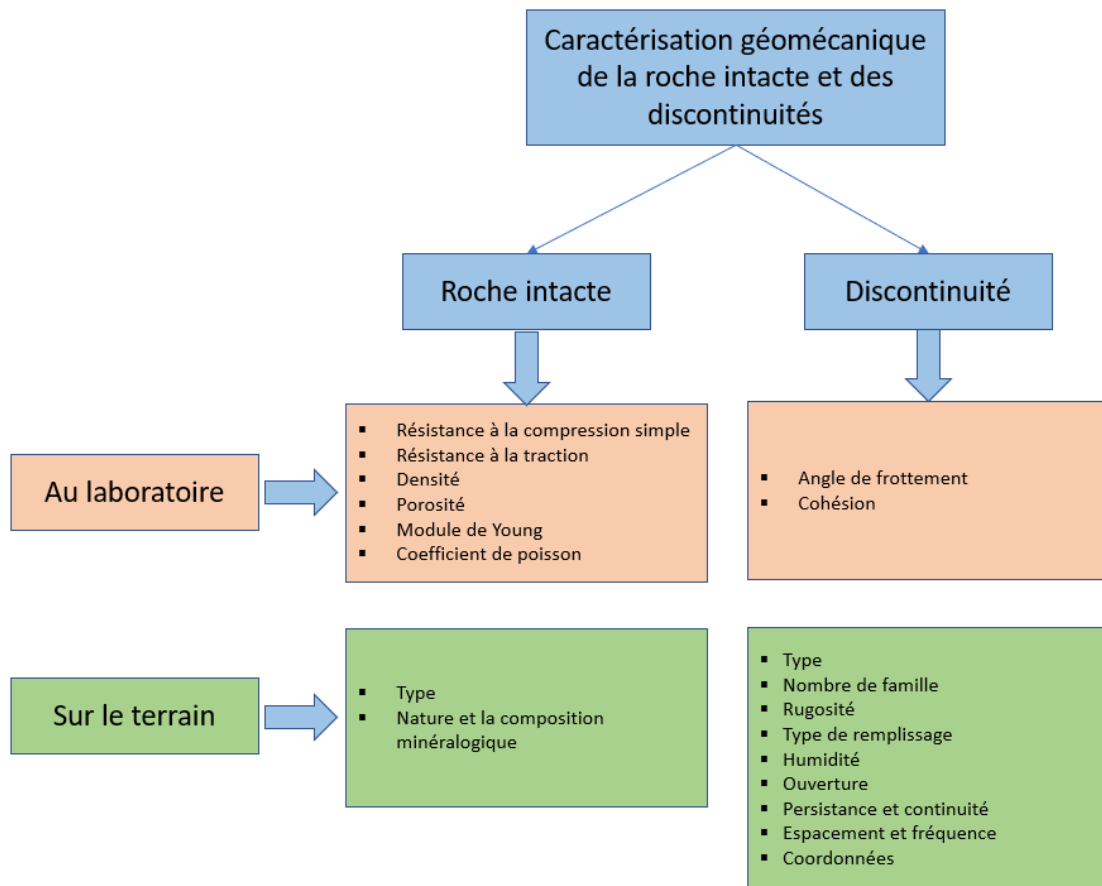 Caractérisation géomécanique
de la roche intacte et des
discontinuités
Roche intacte
Discontinuité
Au laboratoire
▪ Résistance à la compression simple
▪ Résistance à la traction
▪ Densité
▪ Porosité
▪ Module de Young
▪ Coefficient de poisson
▪ Angle de frottement
▪ Cohésion
Sur le terrain
▪ Type
▪ Nature et la composition
minéralogique
▪ Type
▪ Nombre de famille
▪ Rugosité
▪ Type de remplissage
▪ Humidité
▪ Ouverture
▪ Persistance et continuité
▪ Espacement et fréquence
▪ Coordonnées